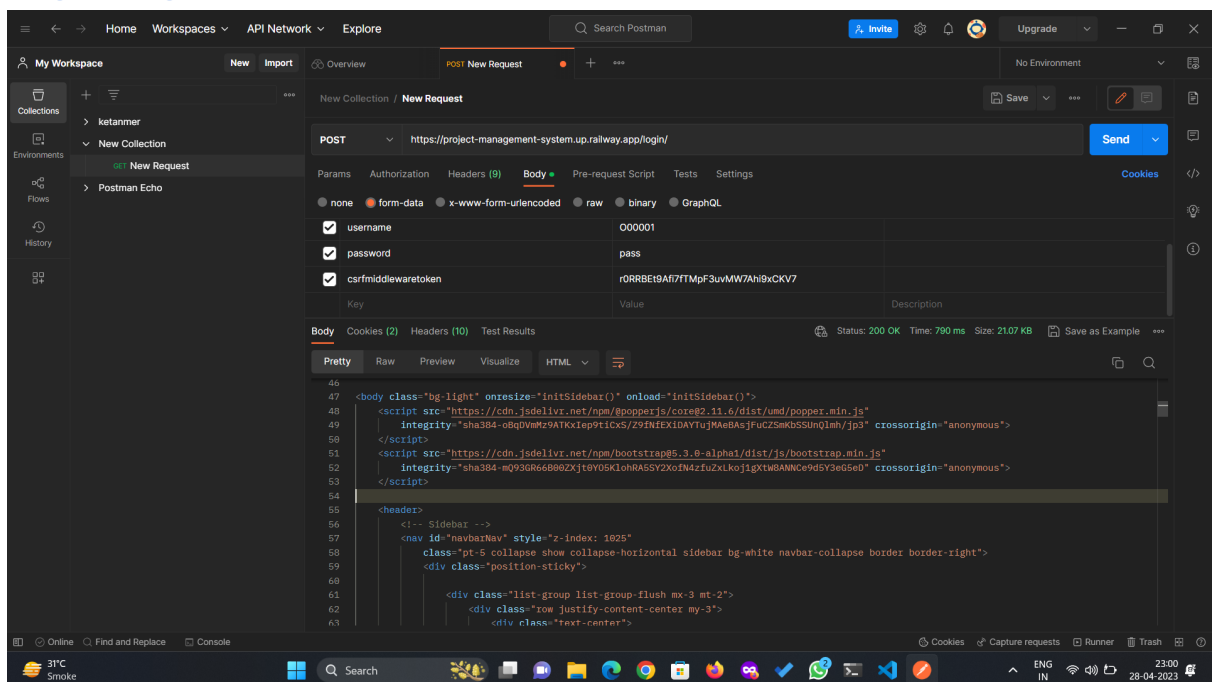 Home Workspaces API Network Explore Search Postman Invite Upgrade
My Workspace New Import Overview POST New Request No Environment
Collections
Environments
Flows
History
ketanmer
New Collection
GET New Request
Postman Echo
New Collection / New Request Save
POST https://project-management-system.up.railway.app/login/ Send
Params Authorization Headers (9) Body Pre-request Script Tests Settings Cookies
none form-data x-www-form-urlencoded raw binary GraphQL
username O00001
password pass
csrfmiddlewaretoken r0RRBEt9Afi7fTMpF3uvMW7Ahi9xCKV7
Key Value Description
Body Cookies (2) Headers (10) Test Results Status: 200 OK Time: 790 ms Size: 21.07 KB Save as Example
Pretty Raw Preview Visualize HTML
46
47 <body class="bg-light" onresize="initSidebar()" onload="initSidebar()">
48 <script src="https://cdn.jsdelivr.net/npm/@popperjs/core@2.11.6/dist/umd/popper.min.js"
49 integrity="sha384-oBqDVmMz9ATKxIep9tiCxS/Z9fNfEXiDAYTujMAeBAsjFuCZSmKbSSUnQlmh/jp3" crossorigin="anonymous">
50 </script>
51 <script src="https://cdn.jsdelivr.net/npm/bootstrap@5.3.0-alpha1/dist/js/bootstrap.min.js"
52 integrity="sha384-mQ93GR66B00ZXjt0YO5KlohRA5SY2XofN4zfuZxLkoj1gXtW8ANNCe9d5Y3eG5eD" crossorigin="anonymous">
53 </script>
54
55 <header>
56 <!-- Sidebar -->
57 <nav id="navbarNav" style="z-index: 1025"
58 class="pt-5 collapse show collapse-horizontal sidebar bg-white navbar-collapse border border-right">
59 <div class="position-sticky">
60
61 <div class="list-group list-group-flush mx-3 mt-2">
62 <div class="row justify-content-center my-3">
63 <div class="text-center">
Online Find and Replace Console Cookies Capture requests Runner Trash
31°C
Smoke
Search
ENG
IN
23:00
28-04-2023